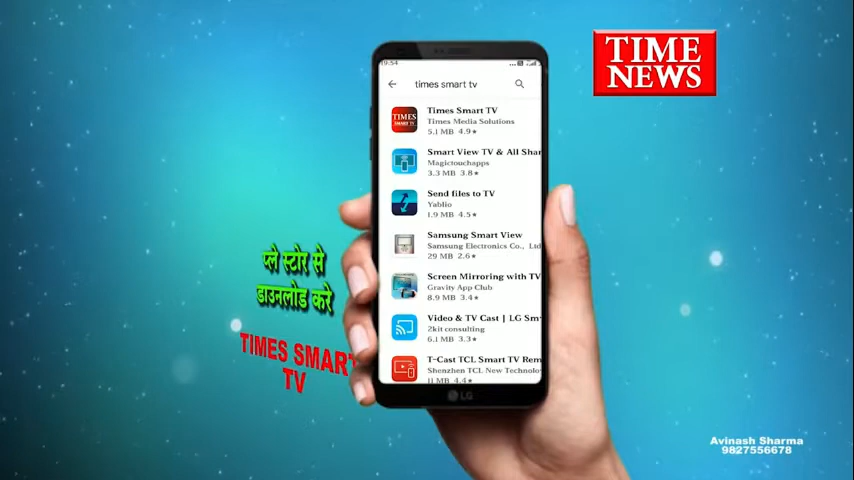 TIME
NEWS
19:54
times smart tv
TIMES
SMART TV
Times Smart TV
Times Media Solutions
5.1 MB 4.9★
Smart View TV & All Shar
Magictouchapps
3.3 MB 3.8★
Send files to TV
Yablio
1.9 MB 4.5★
Samsung Smart View
Samsung Electronics Co., Ltd
29 MB 2.6★
Screen Mirroring with TV
Gravity App Club
8.9 MB 3.4★
Video & TV Cast | LG Sm
2kit consulting
6.1 MB 3.3★
T-Cast TCL Smart TV Rem
Shenzhen TCL New Technolo
11 MB 4.4★
LG
प्ले स्टोर से
डाउनलोड करे
TIMES SMART
TV
Avinash Sharma
9827556678